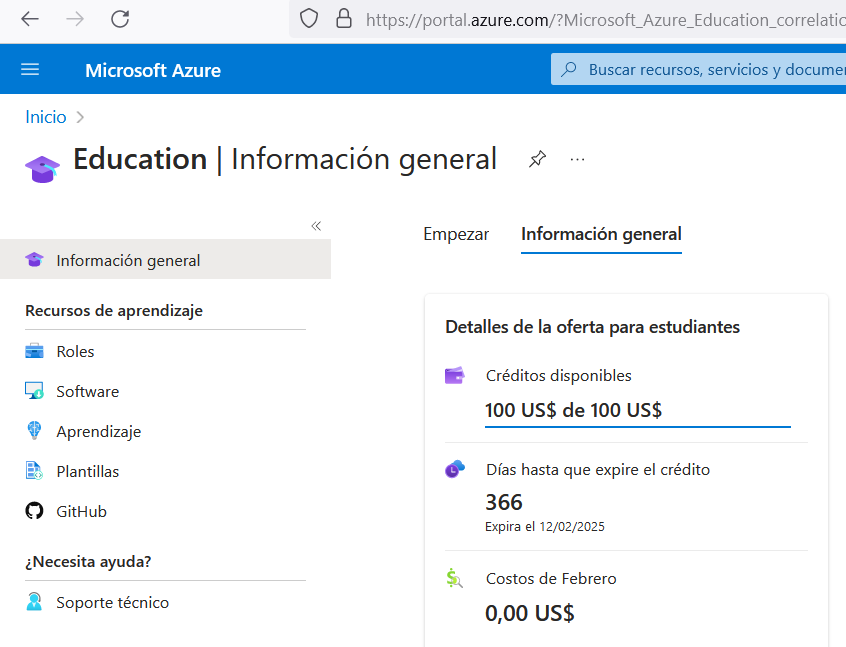 https://portal.azure.com/?Microsoft_Azure_Education_correlatio
Microsoft Azure
Buscar recursos, servicios y documen
Inicio
Education | Información general
Empezar
Información general
Información general
Recursos de aprendizaje
Roles
Software
Aprendizaje
Plantillas
GitHub
¿Necesita ayuda?
Soporte técnico
Detalles de la oferta para estudiantes
Créditos disponibles
100 US$ de 100 US$
Días hasta que expire el crédito
366
Expira el 12/02/2025
Costos de Febrero
0,00 US$